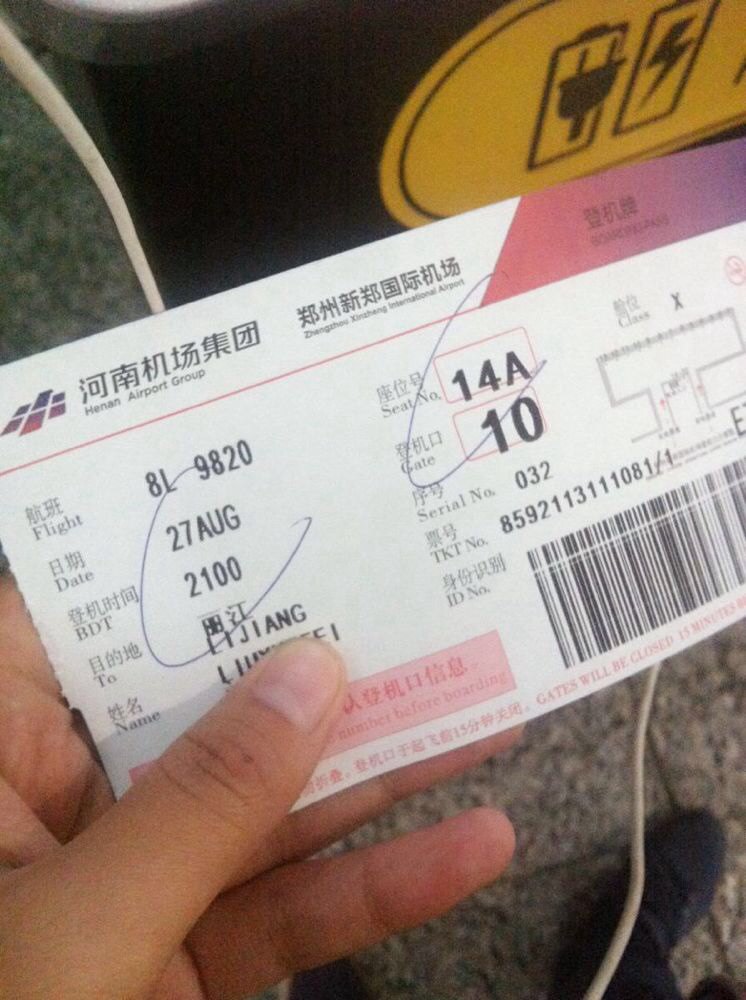 登机牌
BOARDING PASS
河南机场集团
Henan Airport Group
郑州新郑国际机场
Zhengzhou Xinzheng International Airport
航班 8L 9820
Flight
日期 27AUG
Date
登机时间 2100
BDT
目的地 丽江
To LIJIANG
姓名
Name
座位号 14A
Seat No.
登机口 10
Gate
序号 032
Serial No.
票号 8592113111081/1
TKT No.
身份识别
ID No.
舱位 X
Class
登机口信息
number before boarding
折叠。登机口于起飞前15分钟关闭。 GATES WILL BE CLOSED 15 MINUTES